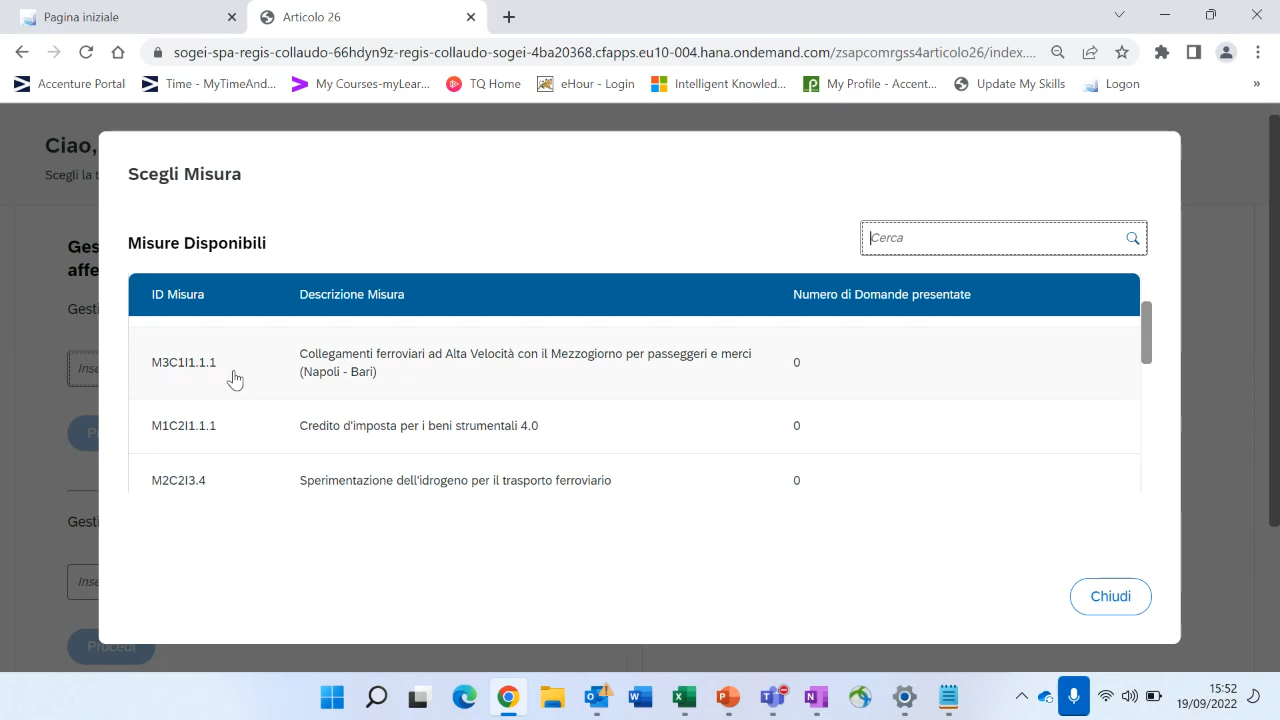 Pagina iniziale
Articolo 26
sogei-spa-regis-collaudo-66hdyn9z-regis-collaudo-sogei-4ba20368.cfapps.eu10-004.hana.ondemand.com/zsapcomrgss4articolo26/index....
Accenture Portal
Time - MyTimeAnd...
My Courses-myLear...
TQ Home
eHour - Login
Intelligent Knowled...
My Profile - Accent...
Update My Skills
Logon
»
Ciao,
Scegli la t
Scegli Misura
Ges
affe
Gesti
Inse
P
Misure Disponibili
Cerca
ID Misura Descrizione Misura Numero di Domande presentate
M3C1I1.1.1 Collegamenti ferroviari ad Alta Velocità con il Mezzogiorno per passeggeri e merci (Napoli - Bari) 0
M1C2I1.1.1 Credito d'imposta per i beni strumentali 4.0 0
M2C2I3.4 Sperimentazione dell'idrogeno per il trasporto ferroviario 0
Gesti
Inse
Procedi
Chiudi
15:52
19/09/2022